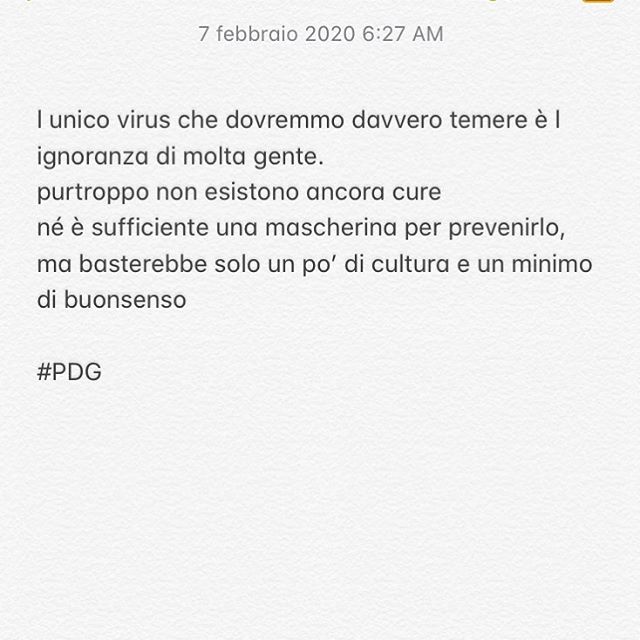 7 febbraio 2020 6:27 AM
l unico virus che dovremmo davvero temere è l
ignoranza di molta gente.
purtroppo non esistono ancora cure
né è sufficiente una mascherina per prevenirlo,
ma basterebbe solo un po’ di cultura e un minimo
di buonsenso
#PDG